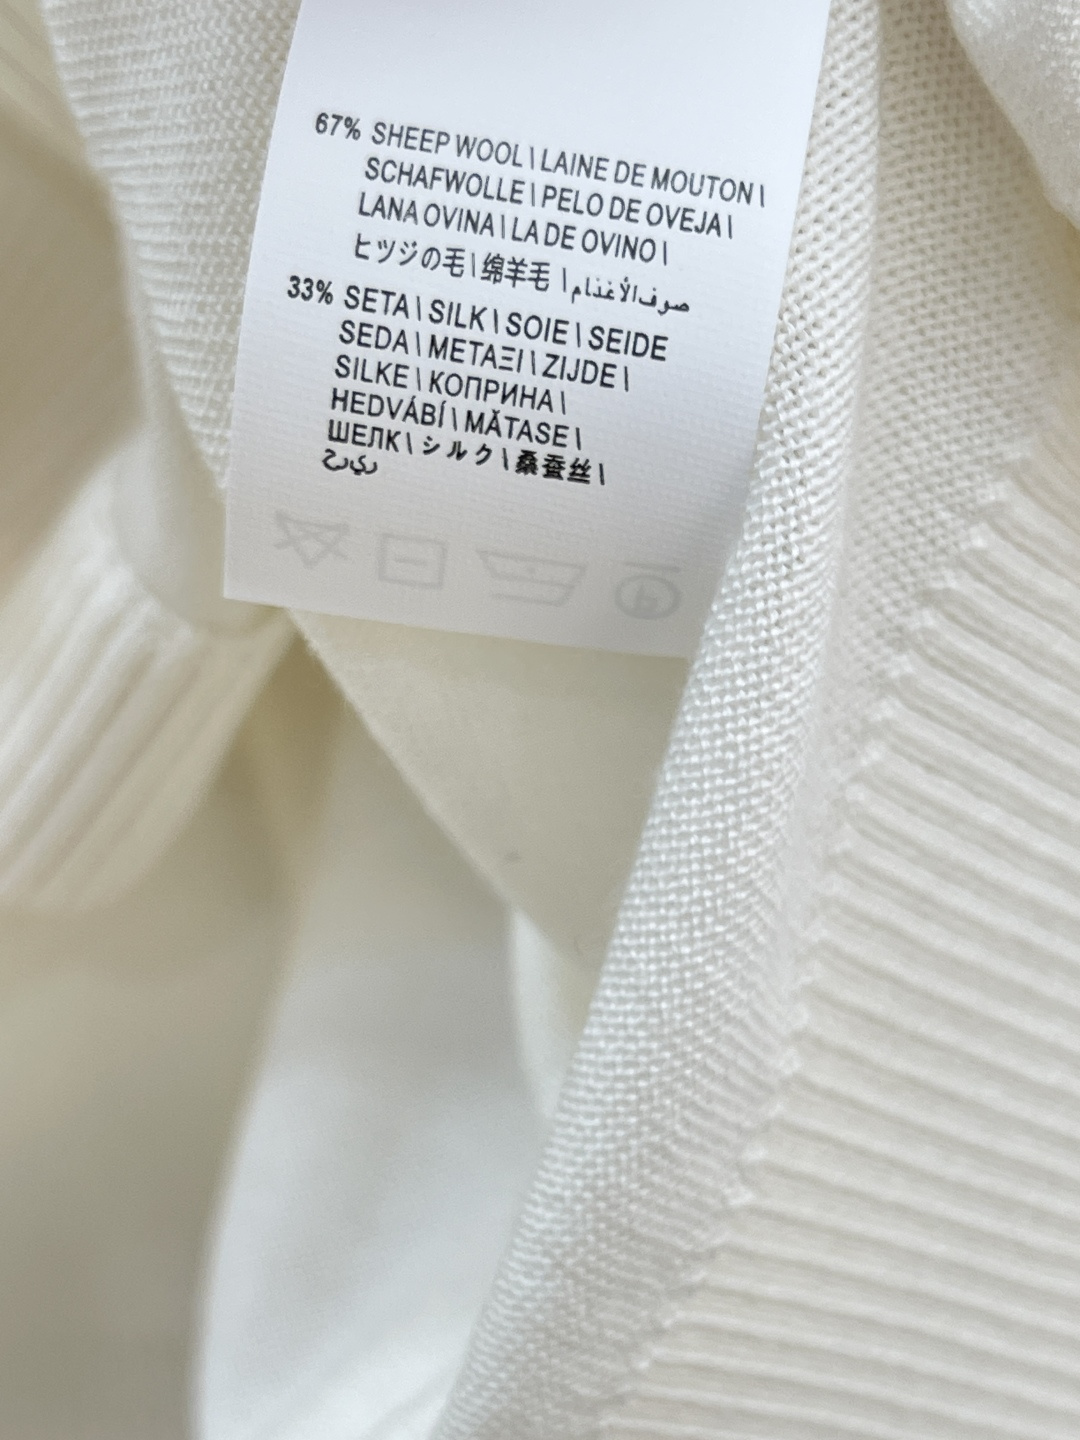 67% SHEEP WOOL \ LAINE DE MOUTON \
SCHAFWOLLE \ PELO DE OVEJA \
LANA OVINA \ LA DE OVINO \
ヒツジの毛 \ 绵羊毛 \ صوف الأغنام
33% SETA \ SILK \ SOIE \ SEIDE
SEDA \ ΜΕΤΑΞΙ \ ZIJDE \
SILKE \ КОПРИНА \
HEDVÁBÍ \ MĂTASE \
ШЕЛК \ シルク \ 桑蚕丝 \